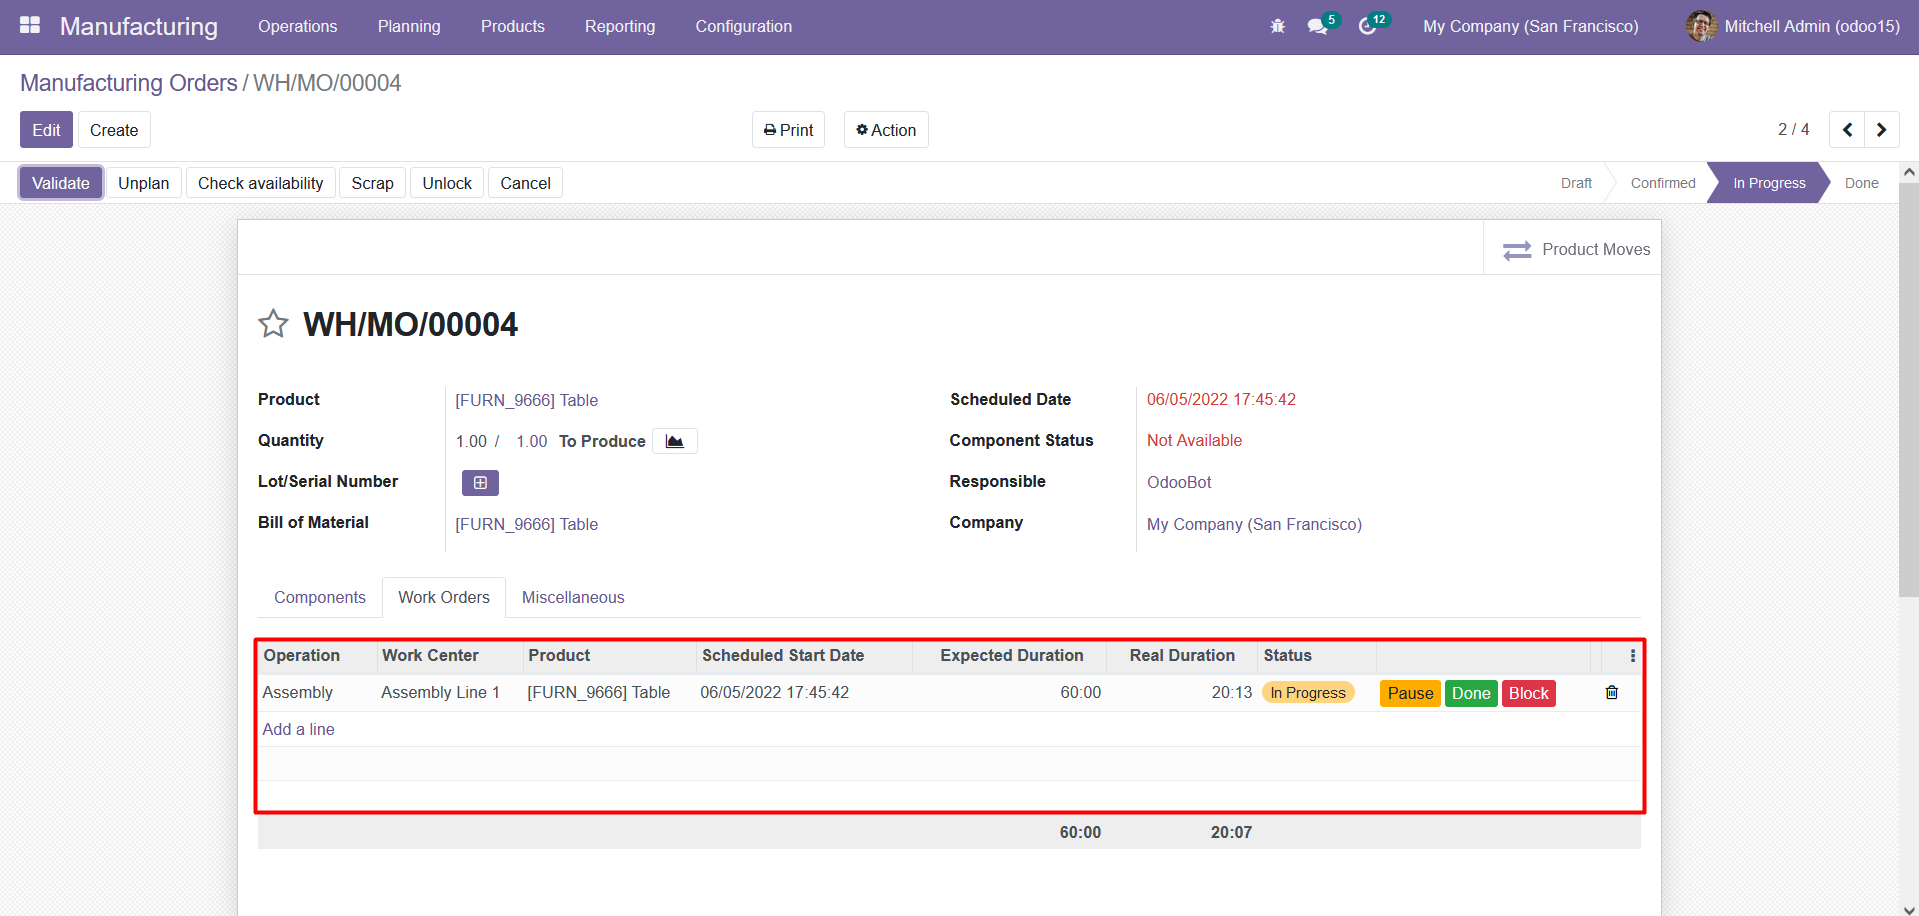 Manufacturing Operations Planning Products Reporting Configuration 5 12 My Company (San Francisco) Mitchell Admin (odoo15)
Manufacturing Orders / WH/MO/00004
Edit Create Print Action 2 / 4
Validate Unplan Check availability Scrap Unlock Cancel Draft Confirmed In Progress Done
Product Moves
WH/MO/00004
Product [FURN_9666] Table Scheduled Date 06/05/2022 17:45:42
Quantity 1.00 / 1.00 To Produce Component Status Not Available
Lot/Serial Number Responsible OdooBot
Bill of Material [FURN_9666] Table Company My Company (San Francisco)
Components Work Orders Miscellaneous
Operation Work Center Product Scheduled Start Date Expected Duration Real Duration Status
Assembly Assembly Line 1 [FURN_9666] Table 06/05/2022 17:45:42 60:00 20:13 In Progress Pause Done Block
Add a line
60:00 20:07